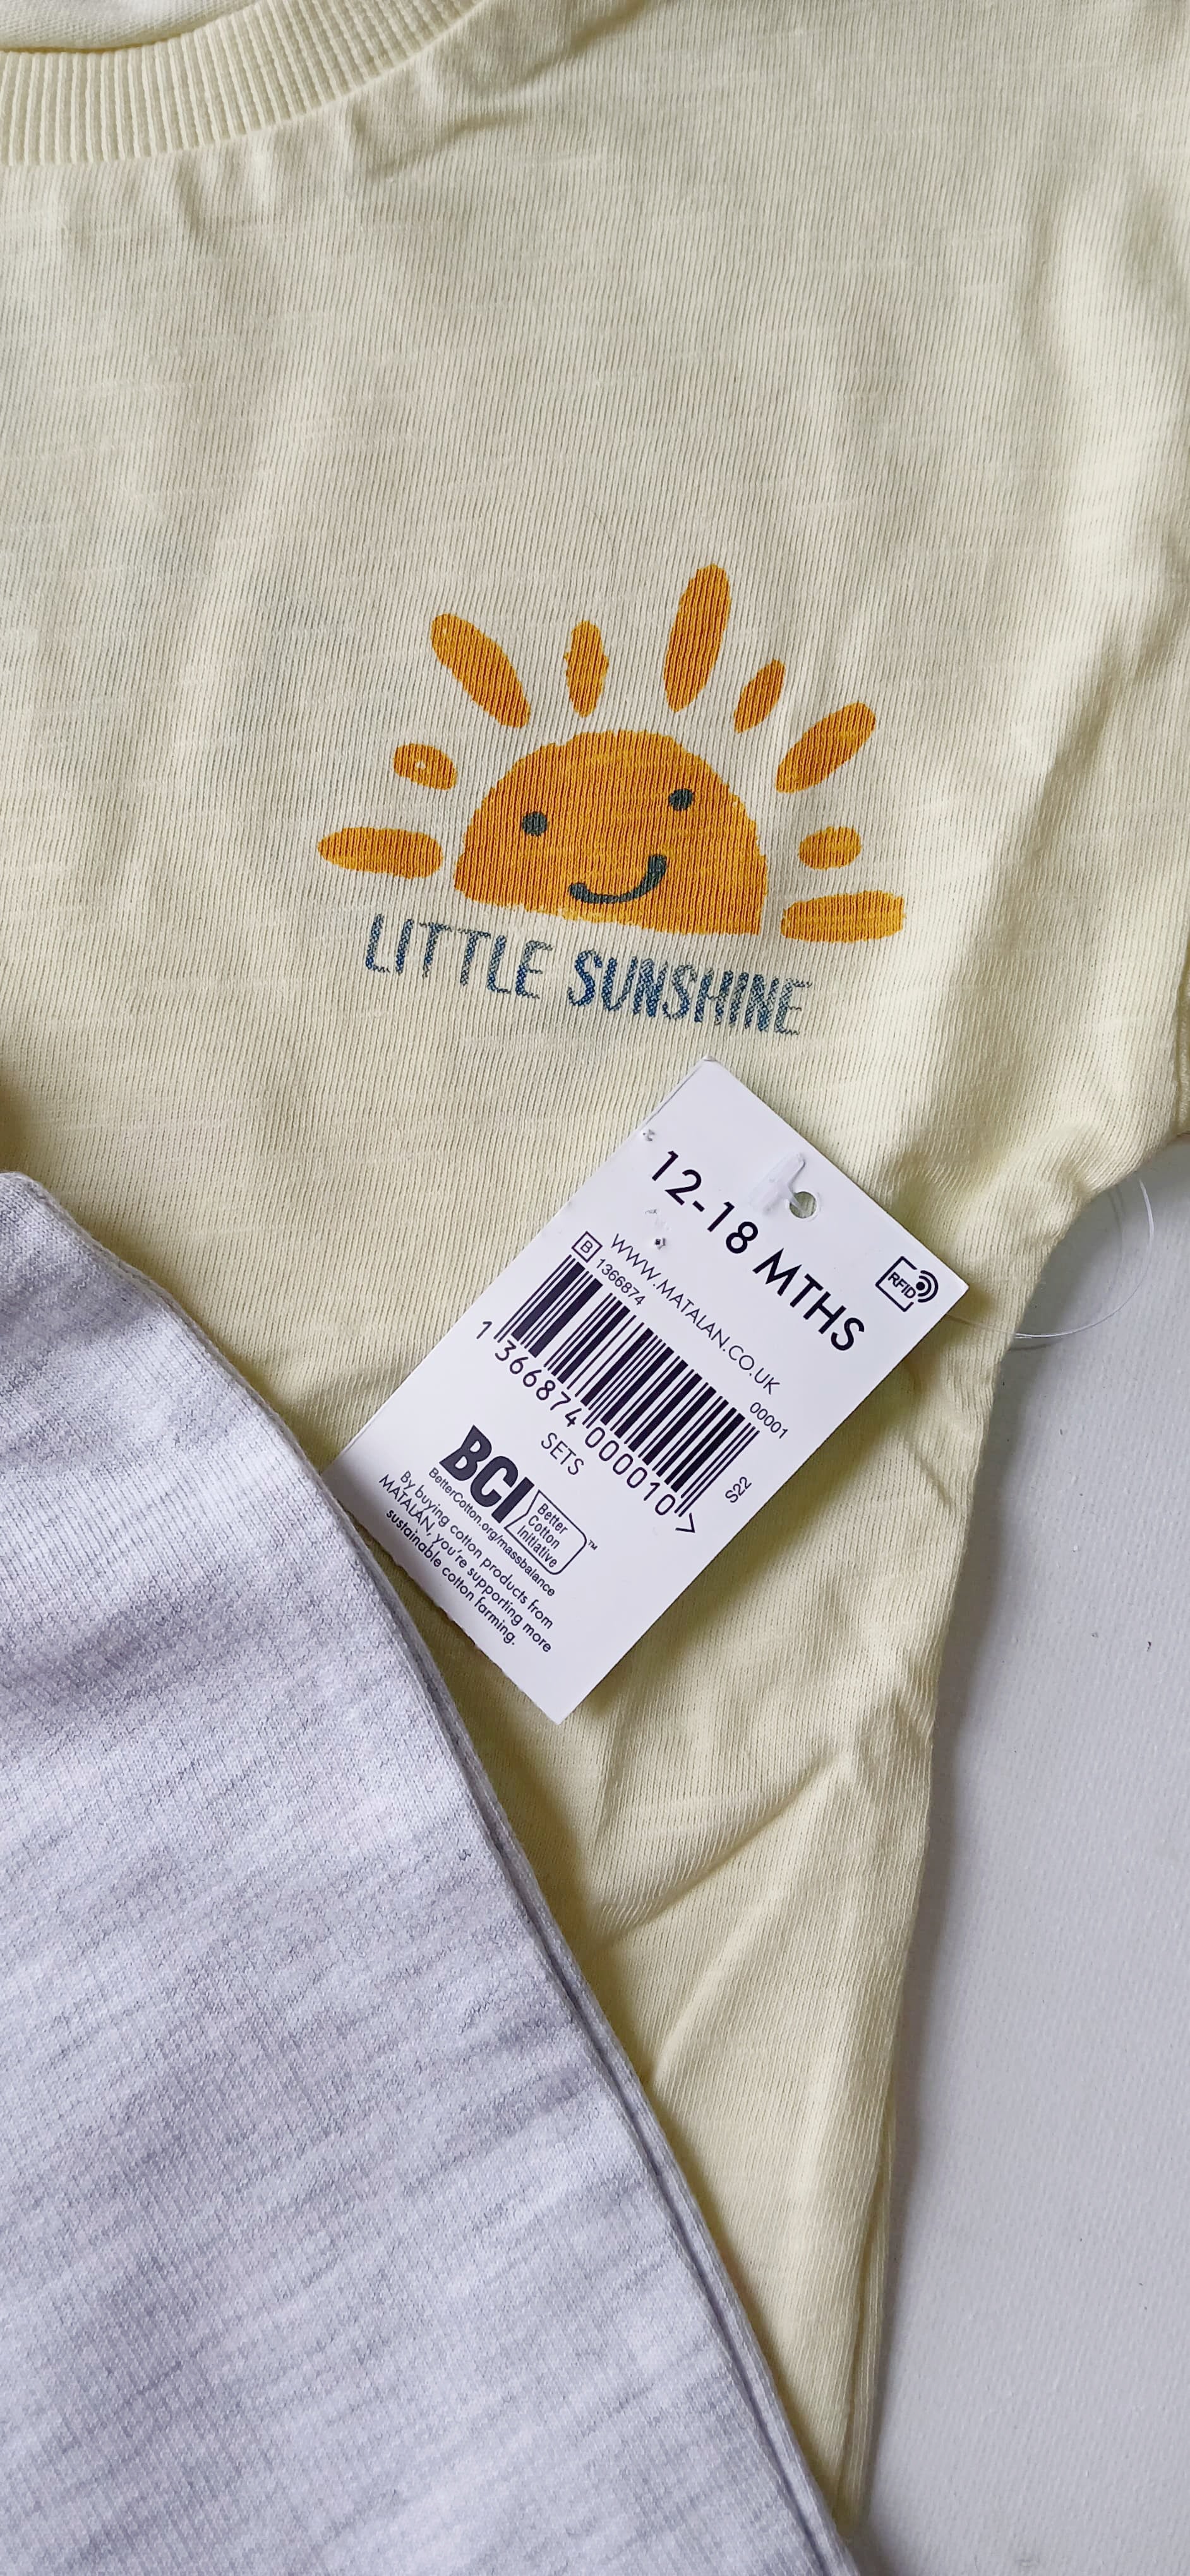 LITTLE SUNSHINE
12-18 MTHS
RFID
WWW.MATALAN.CO.UK
B 1366874
00001
1 366874 000010 >
SETS
S22
BCI
Better
Cotton
Initiative
™
BetterCotton.org/massbalance
By buying cotton products from
MATALAN, you're supporting more
sustainable cotton farming.